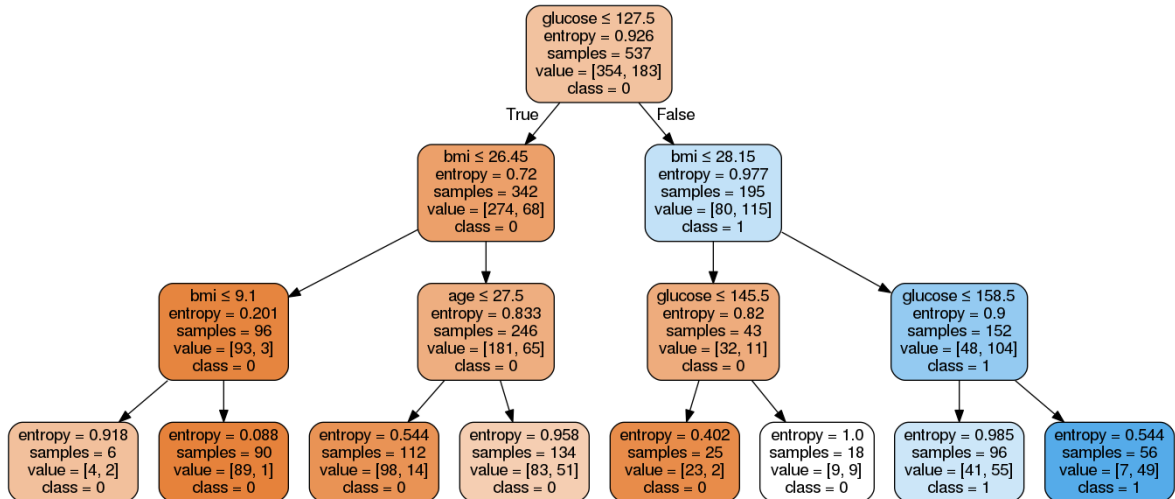 glucose ≤ 127.5
entropy = 0.926
samples = 537
value = [354, 183]
class = 0
True
False
bmi ≤ 26.45
entropy = 0.72
samples = 342
value = [274, 68]
class = 0
bmi ≤ 28.15
entropy = 0.977
samples = 195
value = [80, 115]
class = 1
bmi ≤ 9.1
entropy = 0.201
samples = 96
value = [93, 3]
class = 0
age ≤ 27.5
entropy = 0.833
samples = 246
value = [181, 65]
class = 0
glucose ≤ 145.5
entropy = 0.82
samples = 43
value = [32, 11]
class = 0
glucose ≤ 158.5
entropy = 0.9
samples = 152
value = [48, 104]
class = 1
entropy = 0.918
samples = 6
value = [4, 2]
class = 0
entropy = 0.088
samples = 90
value = [89, 1]
class = 0
entropy = 0.544
samples = 112
value = [98, 14]
class = 0
entropy = 0.958
samples = 134
value = [83, 51]
class = 0
entropy = 0.402
samples = 25
value = [23, 2]
class = 0
entropy = 1.0
samples = 18
value = [9, 9]
class = 0
entropy = 0.985
samples = 96
value = [41, 55]
class = 1
entropy = 0.544
samples = 56
value = [7, 49]
class = 1